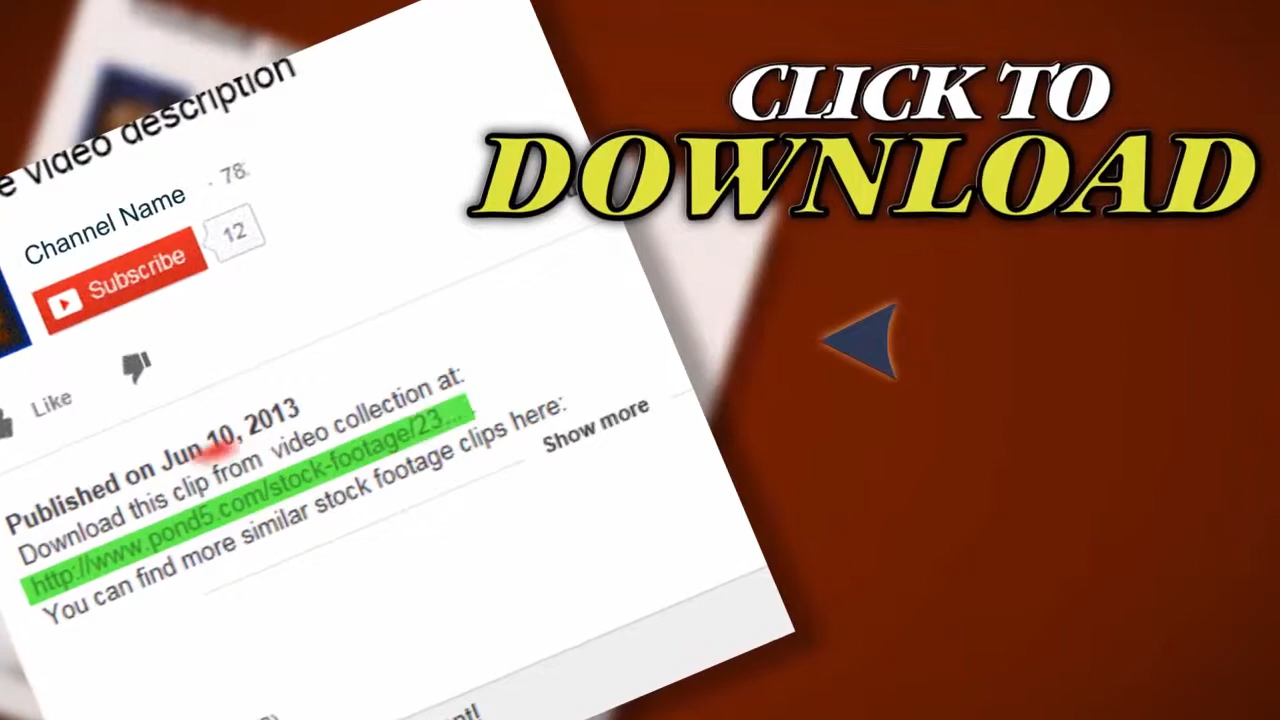 CLICK TO
DOWNLOAD
video description
Channel Name
78
Subscribe
12
Like
Published on Jun 10, 2013
Download this clip from video collection at:
http://www.pond5.com/stock-footage/23...
You can find more similar stock footage clips here:
Show more